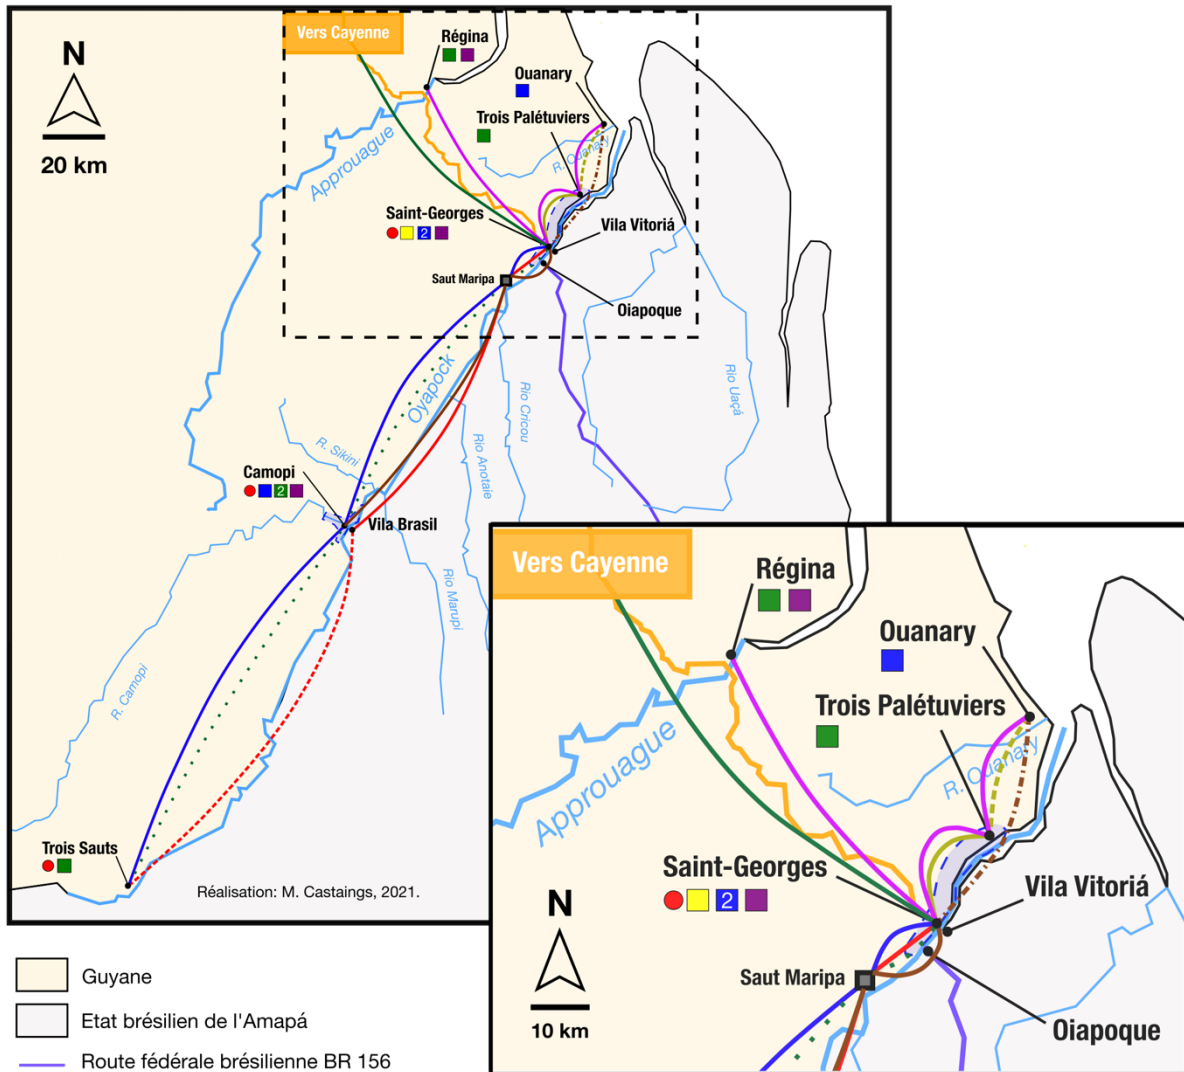 Vers Cayenne
N
20 km
Régina
Ouanary
Trois Palétuviers
Approuague
R. Ouanary
Saint-Georges
2
Vila Vitoriá
Saut Maripa
Oiapoque
Oyapock
Rio Cricou
Rio Uaçá
Rio Anotaie
R. Sikini
Camopi
2
Vila Brasil
Rio Marupi
R. Camopi
Trois Sauts
Réalisation: M. Castaings, 2021.
Vers Cayenne
Régina
Ouanary
Trois Palétuviers
Approuague
R. Ouanary
Saint-Georges
2
Vila Vitoriá
N
10 km
Saut Maripa
Oiapoque
Guyane
Etat brésilien de l'Amapá
Route fédérale brésilienne BR 156